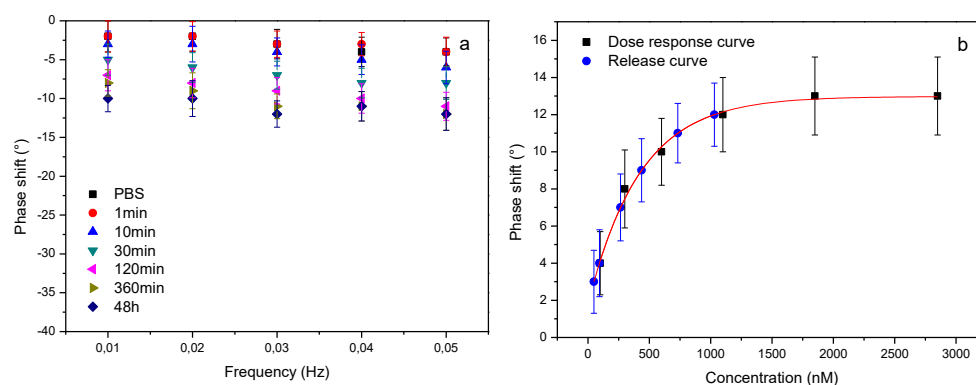 0
-5
-10
-15
-20
-25
-30
-35
-40
Phase shift (°)
a
PBS
1min
10min
30min
120min
360min
48h
0,01 0,02 0,03 0,04 0,05
Frequency (Hz)
16
14
12
10
8
6
4
2
0
Phase shift (°)
b
Dose response curve
Release curve
0 500 1000 1500 2000 2500 3000
Concentration (nM)